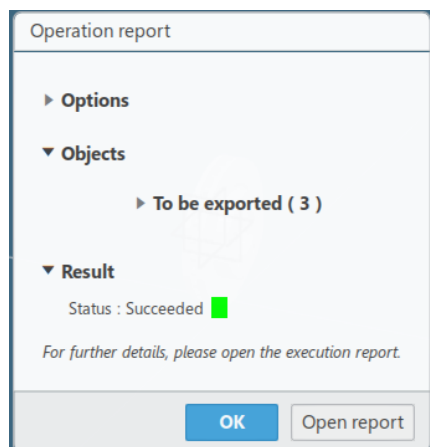 Operation report
Options
Objects
To be exported ( 3 )
Result
Status : Succeeded
For further details, please open the execution report.
OK
Open report